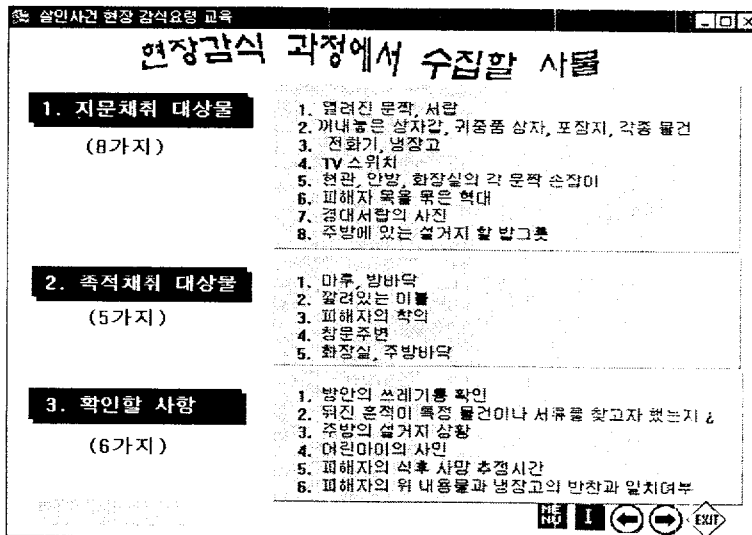 살인사건 현장 감식요령 교육
현장감식 과정에서 수집할 사물
1. 지문채취 대상물
(8가지)
1. 열려진 문짝, 서랍
2. 꺼내놓은 상자갑, 귀중품 상자, 포장지, 각종 물건
3. 전화기, 냉장고
4. TV 스위치
5. 현관, 안방, 화장실의 각 문짝 손잡이
6. 피해자 목을 묶은 혁대
7. 경대서랍의 사진
8. 주방에 있는 설거지 할 밥그릇
2. 족적채취 대상물
(5가지)
1. 마루, 방바닥
2. 깔려있는 이불
3. 피해자의 착의
4. 창문주변
5. 화장실, 주방바닥
3. 확인할 사항
(6가지)
1. 방안의 쓰레기통 확인
2. 뒤진 흔적이 특정 물건이나 서류를 찾고자 했는지 ¿
3. 주방의 설거지 상황
4. 어린아이의 사인
5. 피해자의 식후 사망 추정시간
6. 피해자의 위 내용물과 냉장고의 반찬과 일치여부
MENU I EXIT